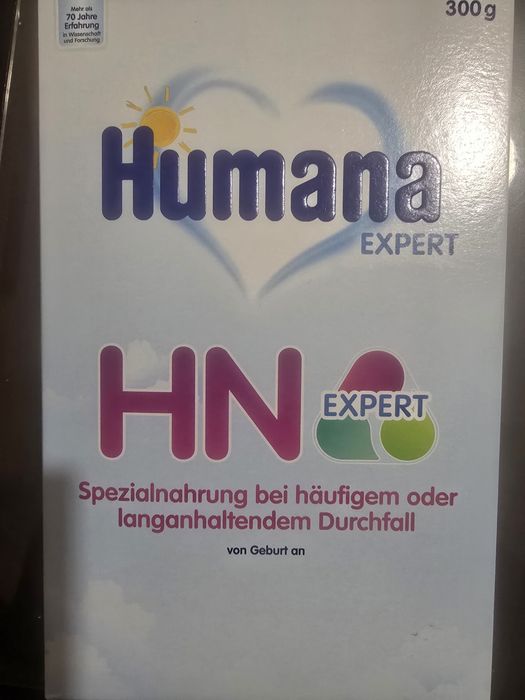 Mehr als
70 Jahre
Erfahrung
in Wissenschaft
und Forschung
300 g
Humana
EXPERT
HN
EXPERT
Spezialnahrung bei häufigem oder
langanhaltendem Durchfall
von Geburt an